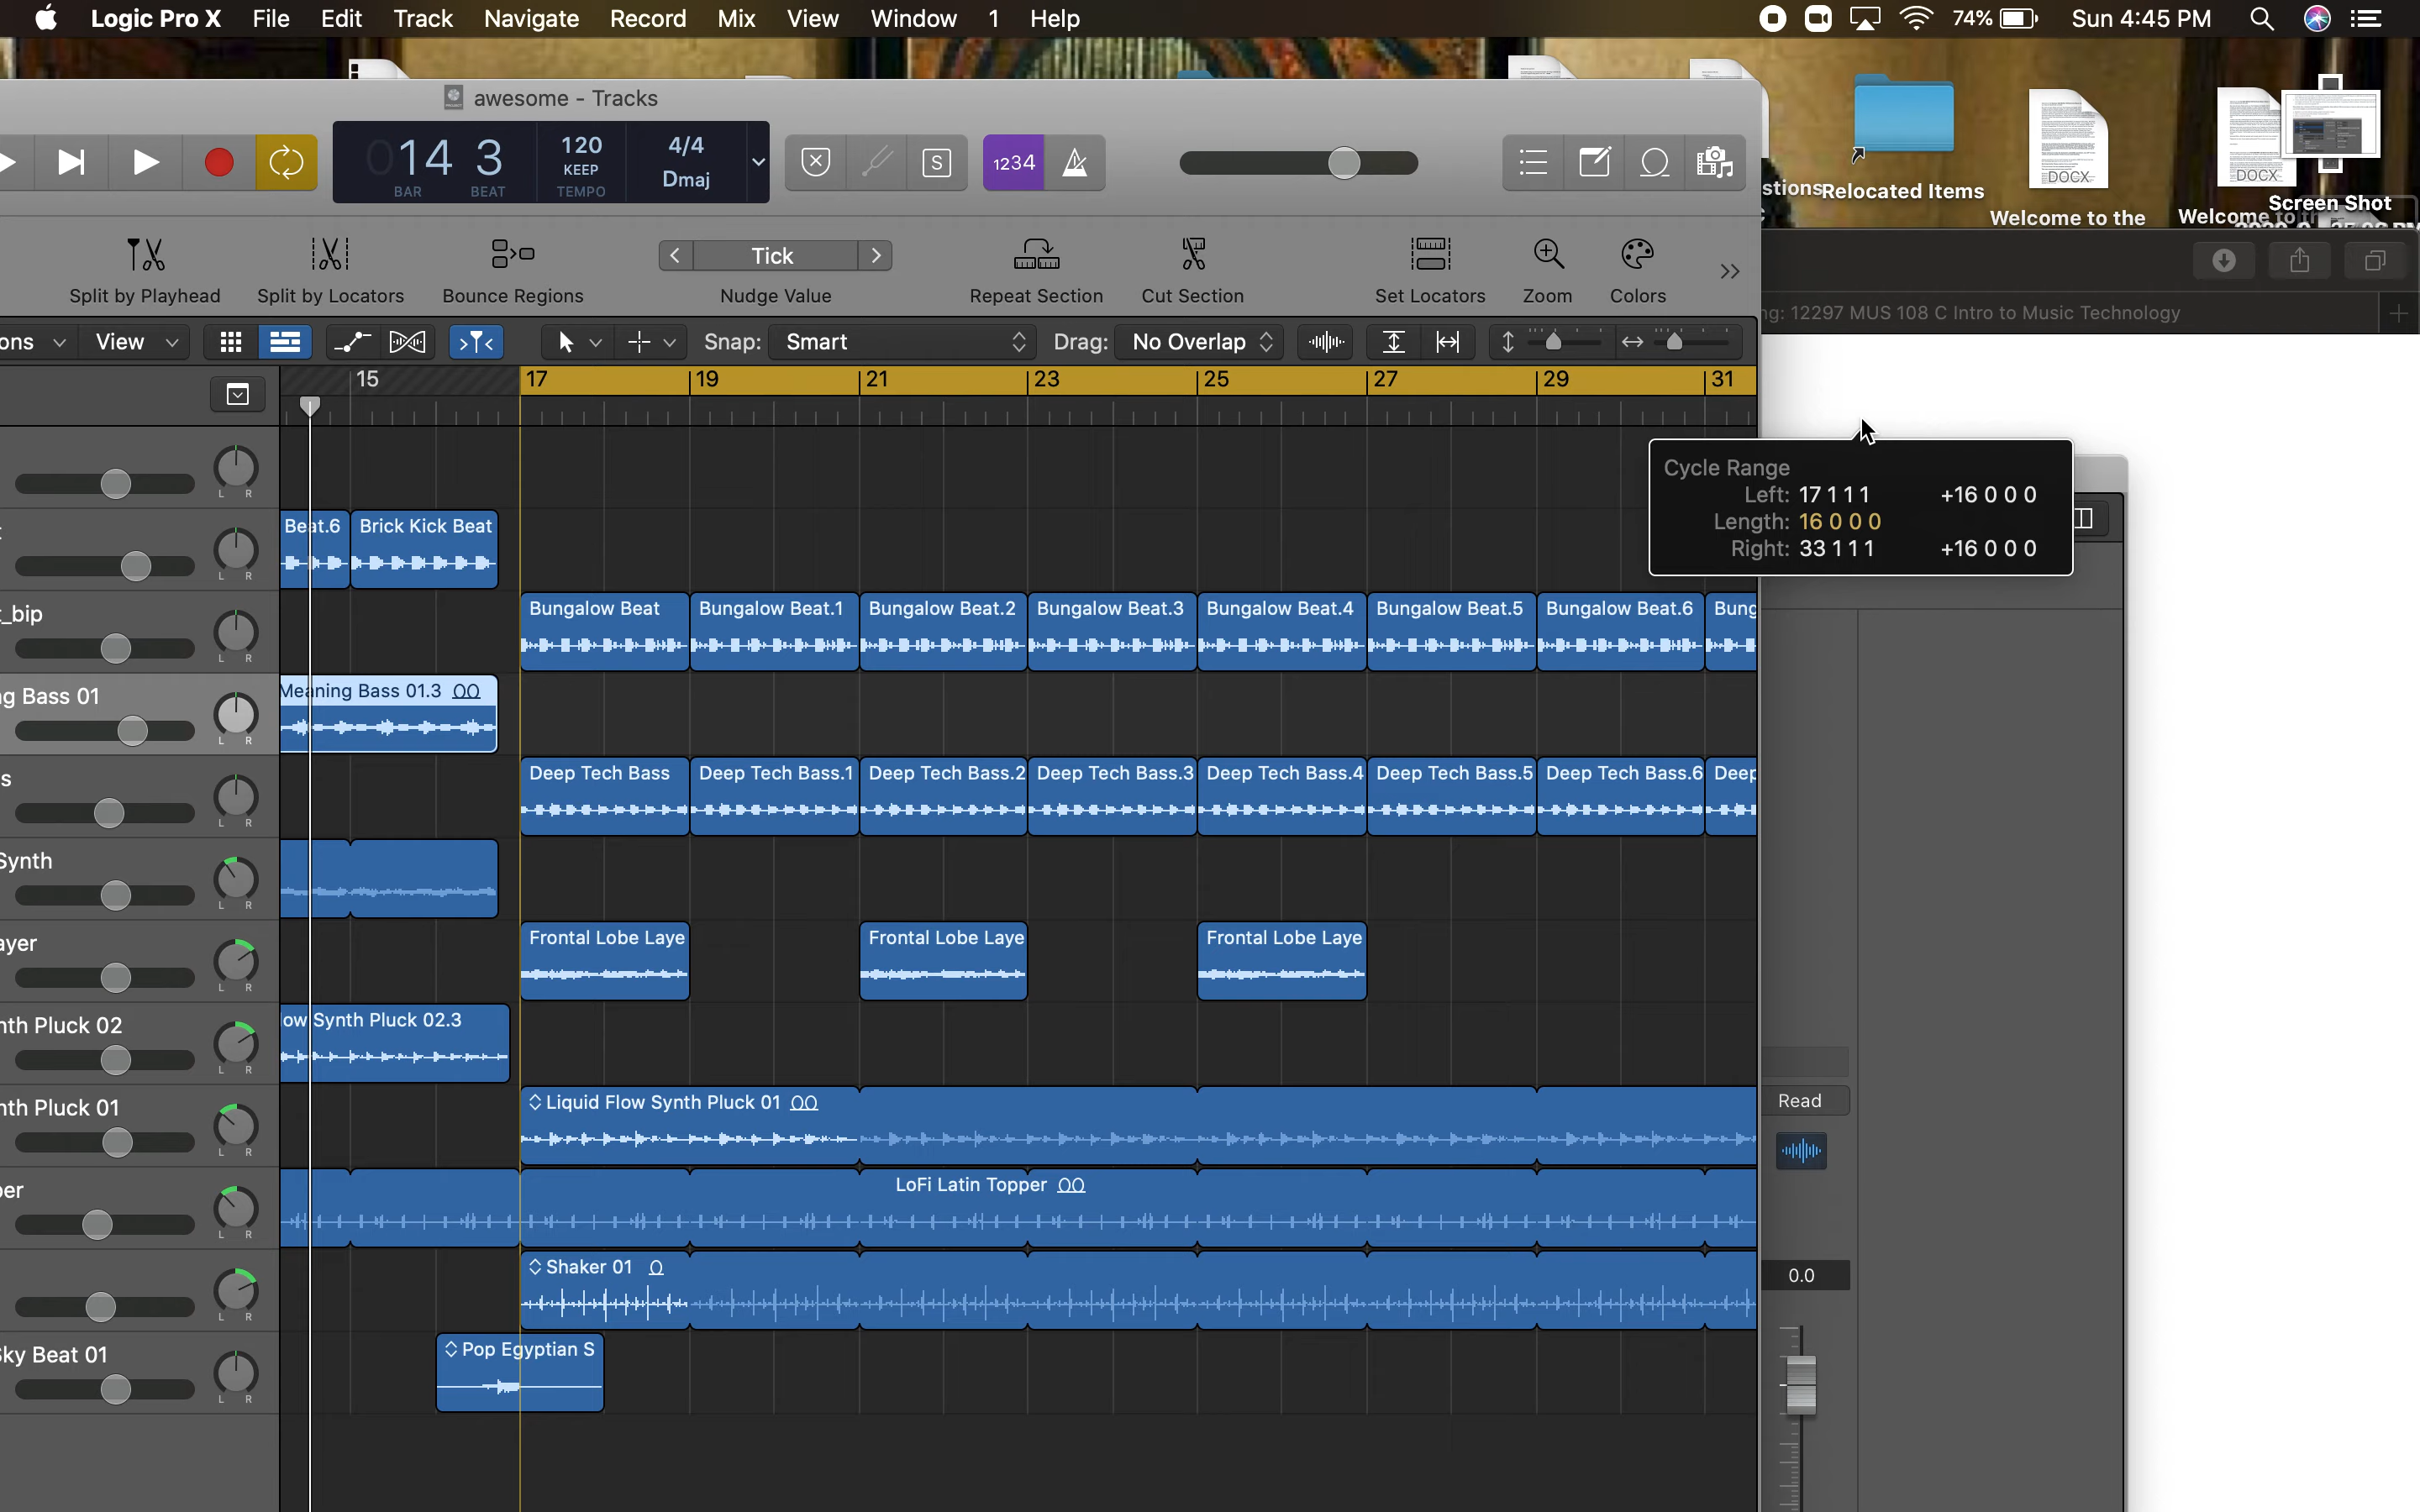 Logic Pro X File Edit Track Navigate Record Mix View Window 1 Help 74% Sun 4:45 PM
awesome - Tracks
014 3 120 4/4
KEEP Dmaj
BAR BEAT TEMPO
S 1234
Relocated Items
stions
DOCX
DOCX
Welcome to the
Screen Shot
Split by Playhead Split by Locators Bounce Regions Tick Nudge Value Repeat Section Cut Section Set Locators Zoom Colors
ng: 12297 MUS 108 C Intro to Music Technology
ons View Snap: Smart Drag: No Overlap
15 17 19 21 23 25 27 29 31
Cycle Range
Left: 17 1 1 1 +16 0 0 0
Length: 16 0 0 0
Right: 33 1 1 1 +16 0 0 0
L R
Beat.6 Brick Kick Beat
L R
t_bip Bungalow Beat Bungalow Beat.1 Bungalow Beat.2 Bungalow Beat.3 Bungalow Beat.4 Bungalow Beat.5 Bungalow Beat.6 Bung
L R
g Bass 01 Meaning Bass 01.3
L R
s Deep Tech Bass Deep Tech Bass.1 Deep Tech Bass.2 Deep Tech Bass.3 Deep Tech Bass.4 Deep Tech Bass.5 Deep Tech Bass.6 Deep
L R
Synth
L R
ayer Frontal Lobe Laye Frontal Lobe Laye Frontal Lobe Laye
L R
nth Pluck 02 ow Synth Pluck 02.3
L R
nth Pluck 01 Liquid Flow Synth Pluck 01
Read
L R
per LoFi Latin Topper
L R
Shaker 01
0.0
L R
ky Beat 01 Pop Egyptian S
L R